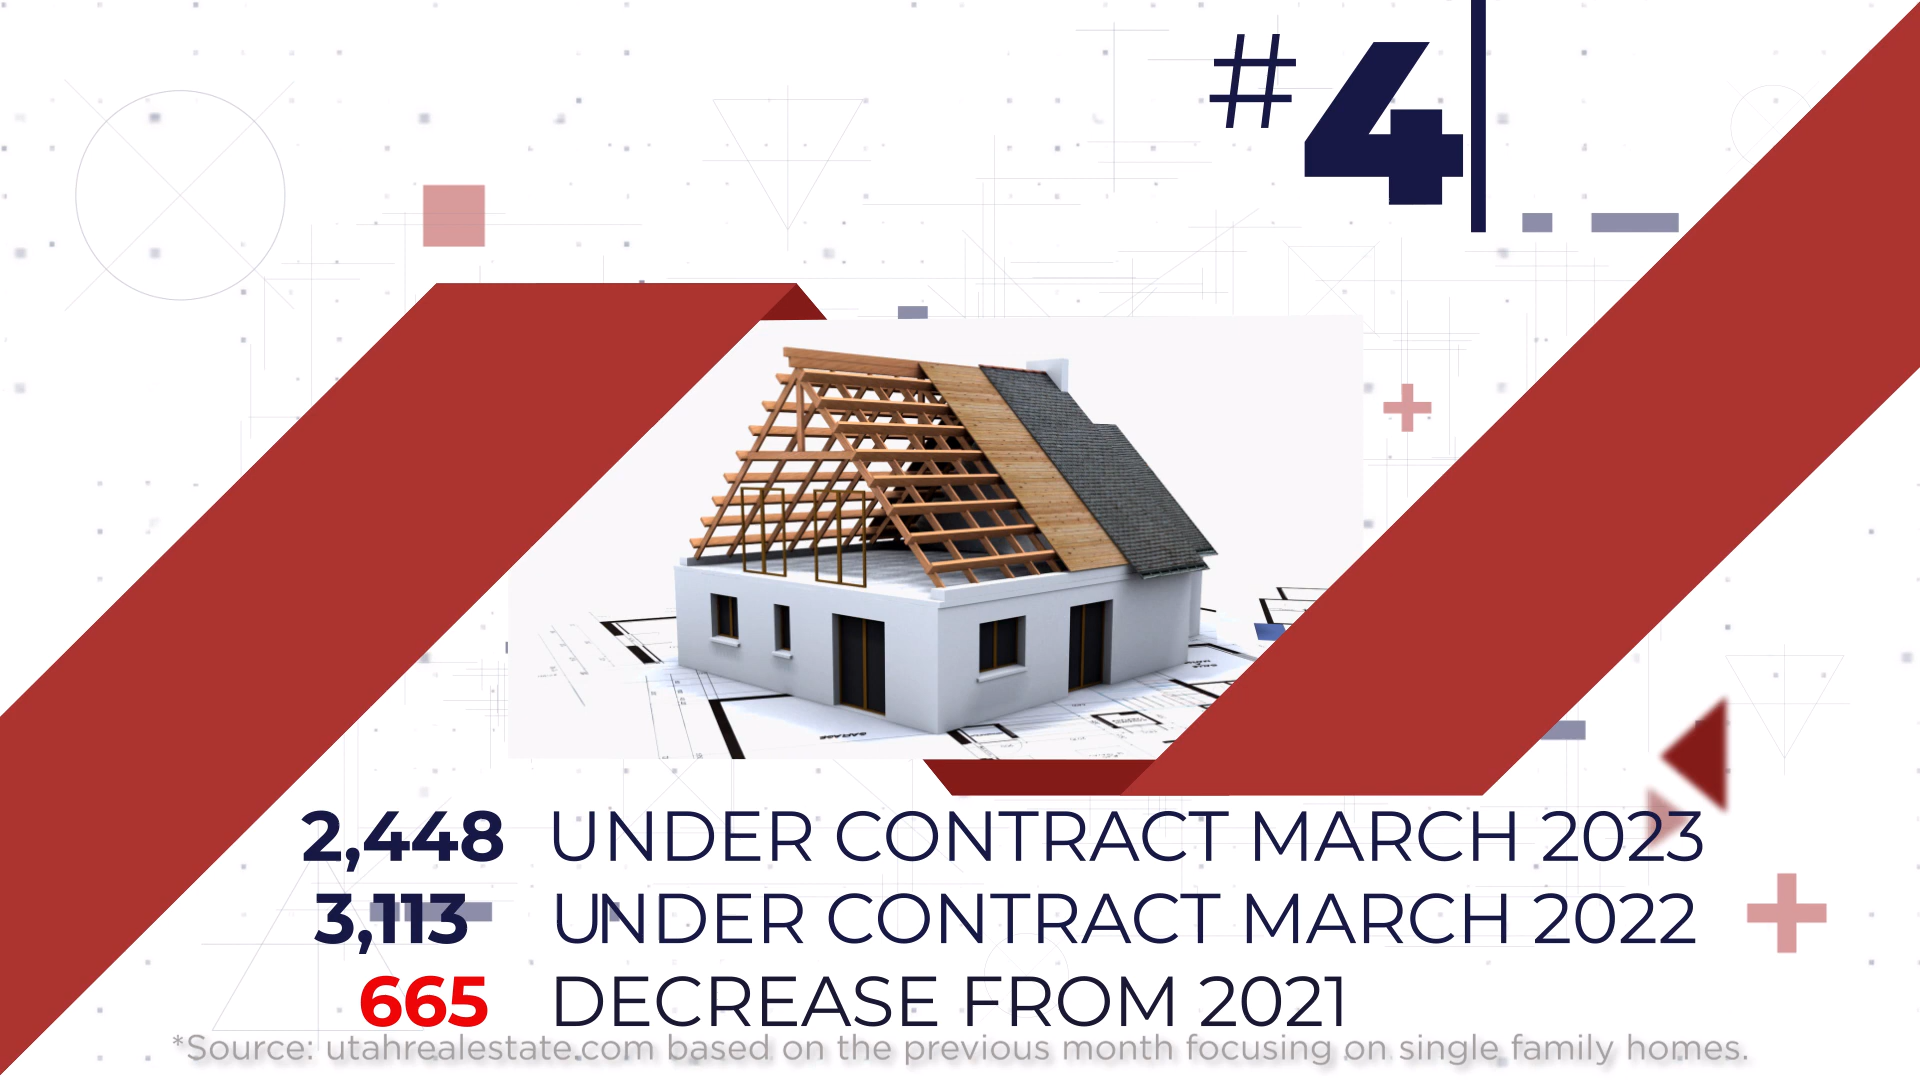 #4
2,448 UNDER CONTRACT MARCH 2023
3,113 UNDER CONTRACT MARCH 2022
665 DECREASE FROM 2021
*Source: utahrealestate.com based on the previous month focusing on single family homes.